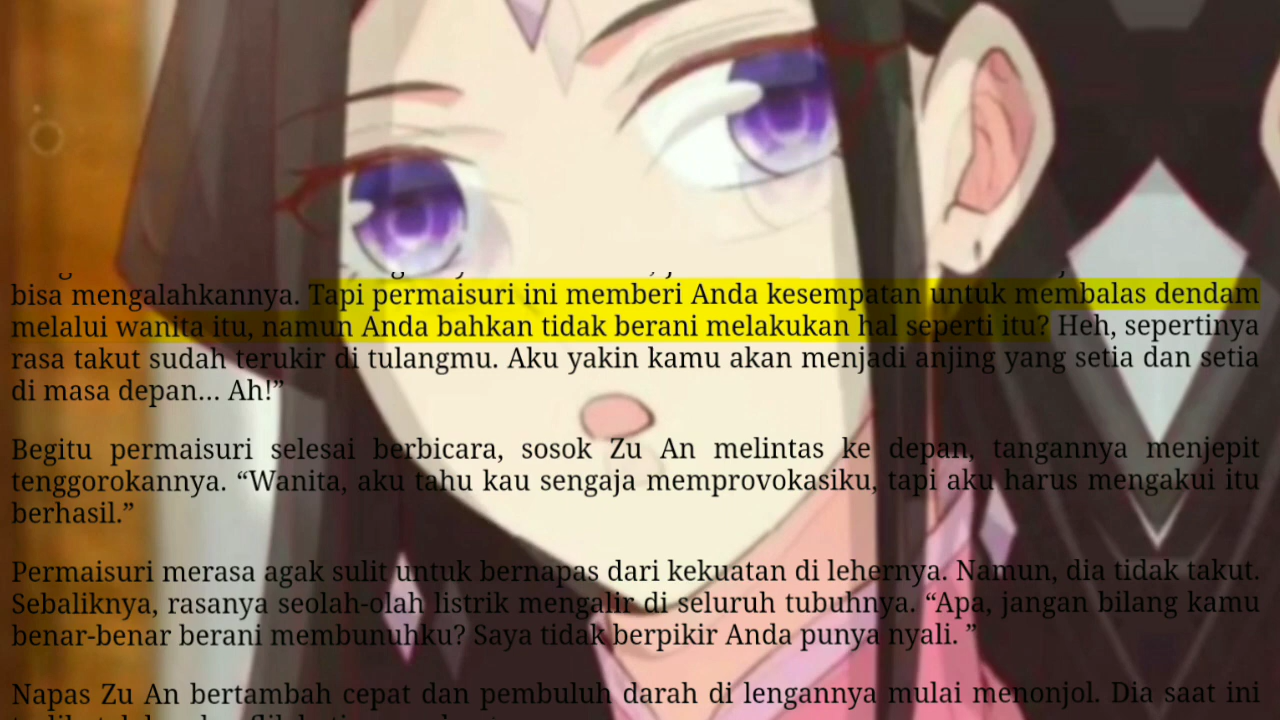 bisa mengalahkannya. Tapi permaisuri ini memberi Anda kesempatan untuk membalas dendam
melalui wanita itu, namun Anda bahkan tidak berani melakukan hal seperti itu? Heh, sepertinya
rasa takut sudah terukir di tulangmu. Aku yakin kamu akan menjadi anjing yang setia dan setia
di masa depan... Ah!”
Begitu permaisuri selesai berbicara, sosok Zu An melintas ke depan, tangannya menjepit
tenggorokannya. “Wanita, aku tahu kau sengaja memprovokasiku, tapi aku harus mengakui itu
berhasil.”
Permaisuri merasa agak sulit untuk bernapas dari kekuatan di lehernya. Namun, dia tidak takut.
Sebaliknya, rasanya seolah-olah listrik mengalir di seluruh tubuhnya. “Apa, jangan bilang kamu
benar-benar berani membunuhku? Saya tidak berpikir Anda punya nyali. ”
Napas Zu An bertambah cepat dan pembuluh darah di lengannya mulai menonjol. Dia saat ini